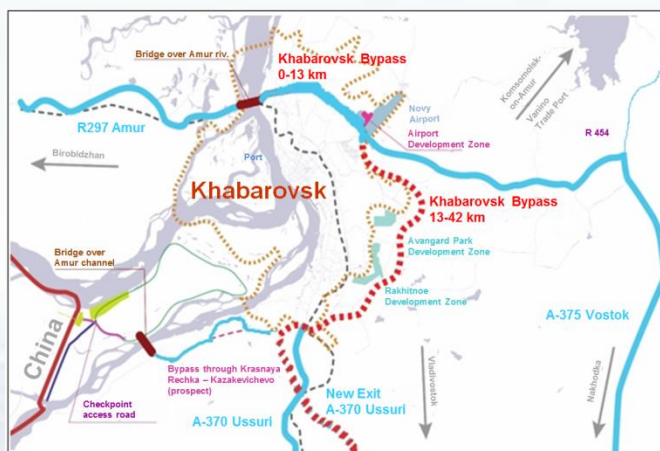 Bridge over Amur riv.
Khabarovsk Bypass
0-13 km
Komsomolsk-
on-Amur
Vanino
Trade Port
R297 Amur
Novy
Airport
Airport
Development Zone
R 454
Birobidzhan
Port
Khabarovsk
Khabarovsk Bypass
13-42 km
Bridge over
Amur channel
Avangard Park
Development Zone
Rakhitnoe
Development Zone
A-375 Vostok
China
Bypass through Krasnaya
Rechka – Kazakevichevo
(prospect)
Vladivostok
Nakhodka
Checkpoint
access road
A-370 Ussuri
New Exit
A-370 Ussuri